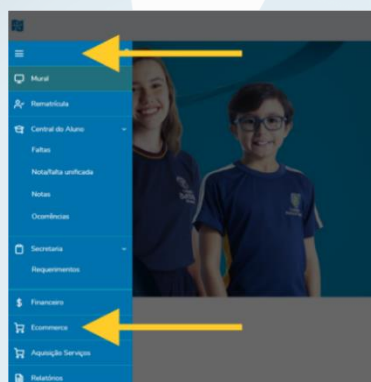 Mural
Rematrícula
Central do Aluno
Faltas
Nota/falta unificada
Notas
Ocorrências
Secretaria
Requerimentos
Financeiro
Ecommerce
Aquisição Serviços
Relatórios